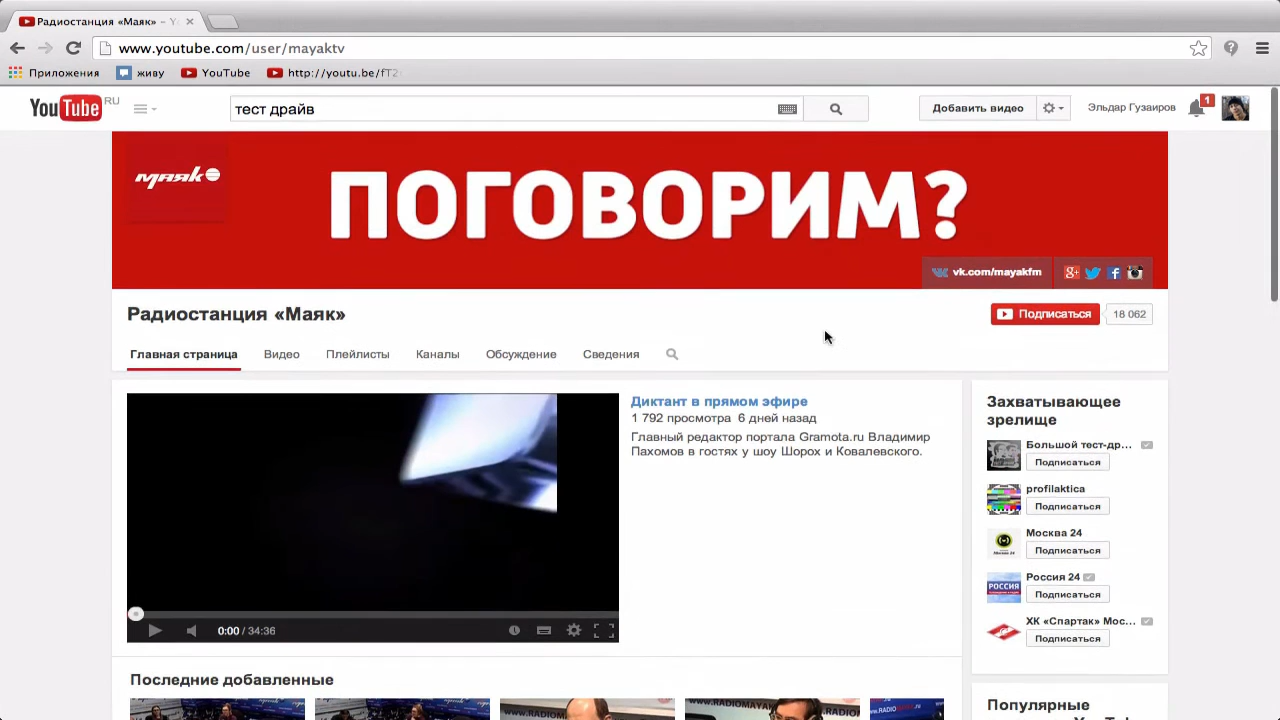 Радиостанция «Маяк» – Y
www.youtube.com/user/mayaktv
Приложения живу YouTube http://youtu.be/fT2
YouTube RU тест драйв Добавить видео Эльдар Гузаиров 1
маяк
ПОГОВОРИМ?
vk.com/mayakfm
Радиостанция «Маяк» Подписаться 18 062
Главная страница Видео Плейлисты Каналы Обсуждение Сведения
Диктант в прямом эфире
1 792 просмотра 6 дней назад
Главный редактор портала Gramota.ru Владимир
Пахомов в гостях у шоу Шорох и Ковалевского.
0:00 / 34:36
Последние добавленные
Захватывающее
зрелище
Большой тест-др...
Подписаться
profilaktica
Подписаться
Москва 24
Подписаться
РОССИЯ
Россия 24
Подписаться
ХК «Спартак» Мос...
Подписаться
Популярные